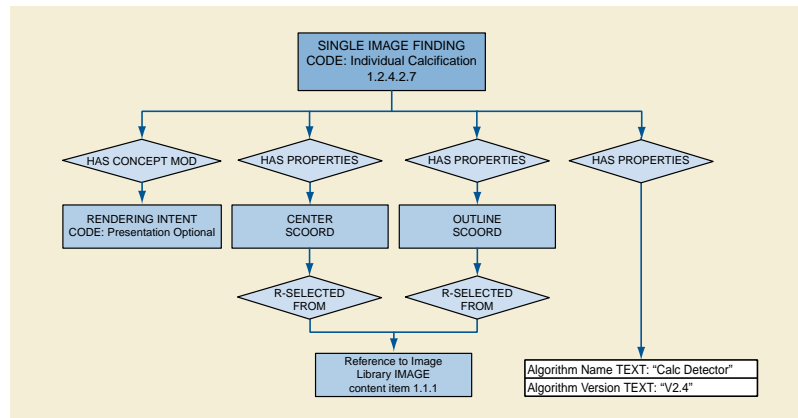 SINGLE IMAGE FINDING
CODE: Individual Calcification
1.2.4.2.7
HAS CONCEPT MOD
HAS PROPERTIES
HAS PROPERTIES
HAS PROPERTIES
RENDERING INTENT
CODE: Presentation Optional
CENTER
SCOORD
OUTLINE
SCOORD
R-SELECTED
FROM
R-SELECTED
FROM
Reference to Image
Library IMAGE
content item 1.1.1
Algorithm Name TEXT: “Calc Detector”
Algorithm Version TEXT: “V2.4”